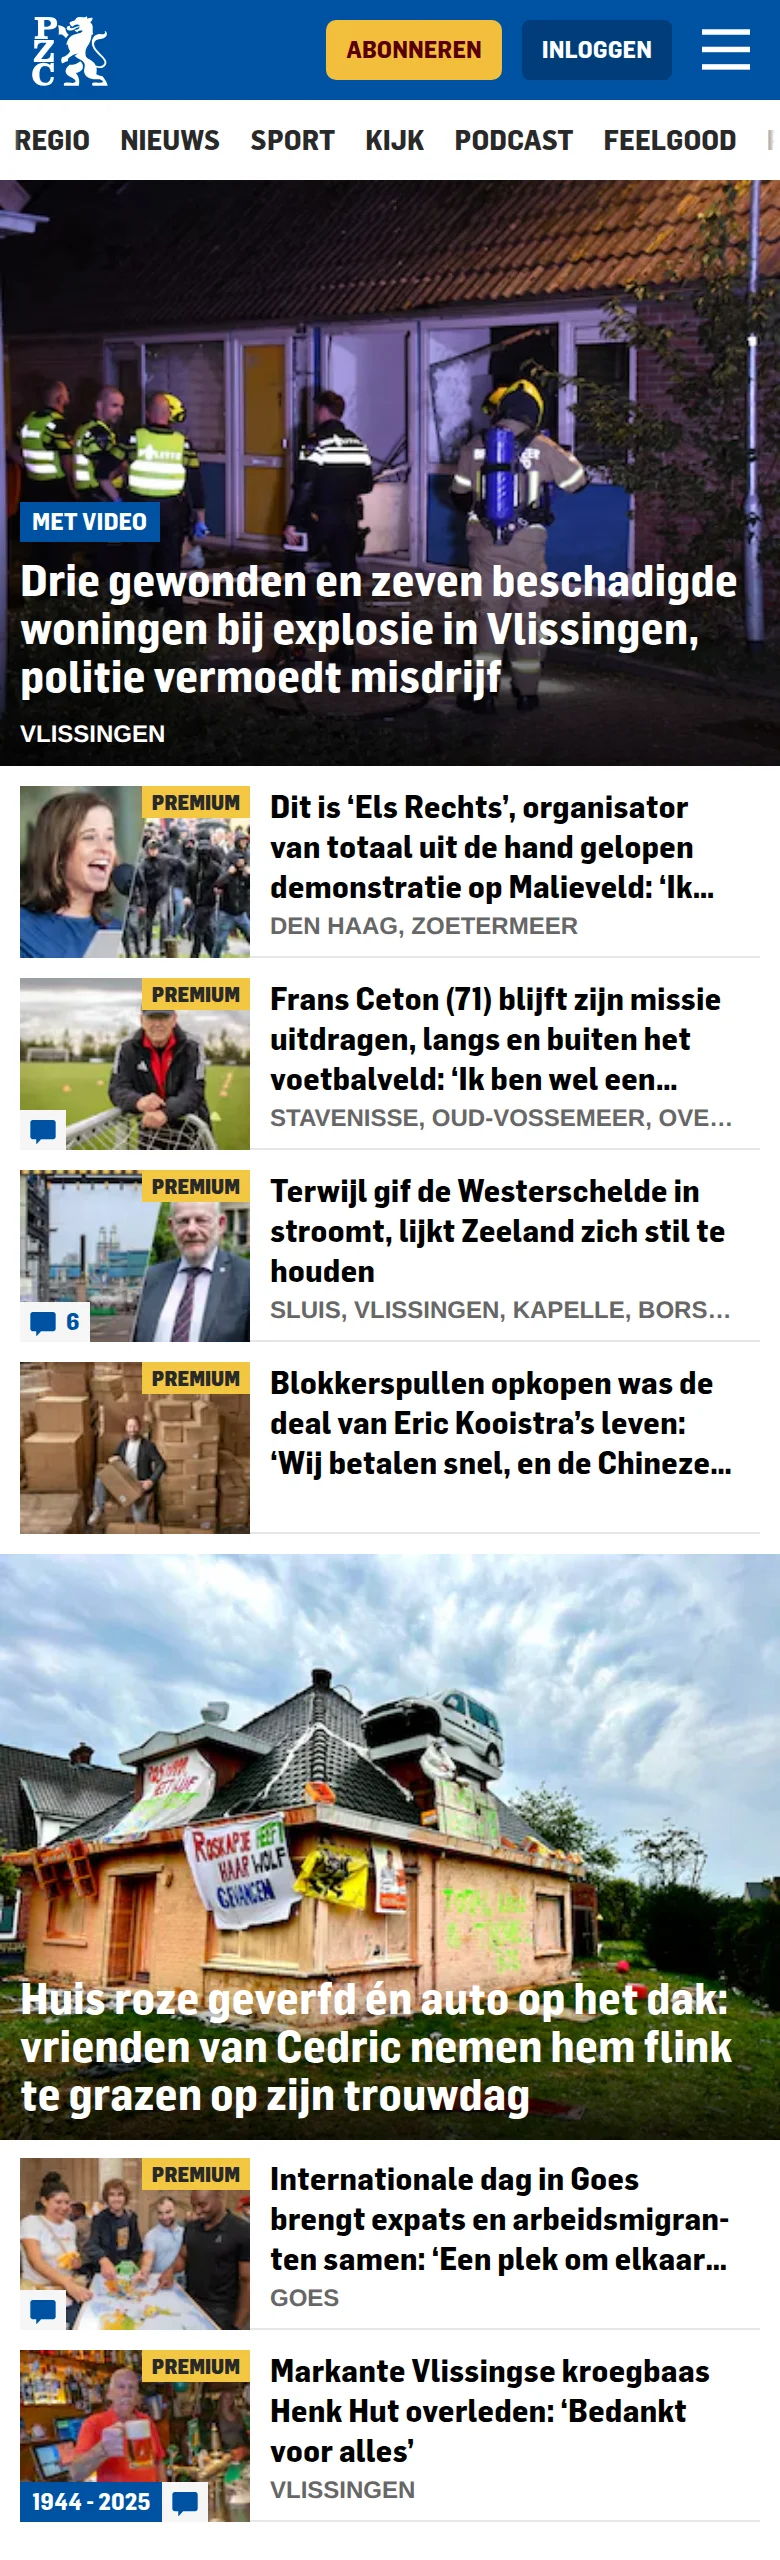 PZC
ABONNEREN
INLOGGEN
REGIO NIEUWS SPORT KIJK PODCAST FEELGOOD
POLITIE
MET VIDEO
Drie gewonden en zeven beschadigde
woningen bij explosie in Vlissingen,
politie vermoedt misdrijf
VLISSINGEN
PREMIUM
Dit is ‘Els Rechts’, organisator
van totaal uit de hand gelopen
demonstratie op Malieveld: ‘Ik...
DEN HAAG, ZOETERMEER
PREMIUM
Frans Ceton (71) blijft zijn missie
uitdragen, langs en buiten het
voetbalveld: ‘Ik ben wel een...
STAVENISSE, OUD-VOSSEMEER, OVE...
PREMIUM
6
Terwijl gif de Westerschelde in
stroomt, lijkt Zeeland zich stil te
houden
SLUIS, VLISSINGEN, KAPELLE, BORS...
PREMIUM
Blokkerspullen opkopen was de
deal van Eric Kooistra’s leven:
‘Wij betalen snel, en de Chineze...
ROSKAPJE HEEFT
HAAR WOLF
GEVANGEN
Huis roze geverfd én auto op het dak:
vrienden van Cedric nemen hem flink
te grazen op zijn trouwdag
PREMIUM
Internationale dag in Goes
brengt expats en arbeidsmigran-
ten samen: ‘Een plek om elkaar...
GOES
PREMIUM
1944 - 2025
Markante Vlissingse kroegbaas
Henk Hut overleden: ‘Bedankt
voor alles’
VLISSINGEN